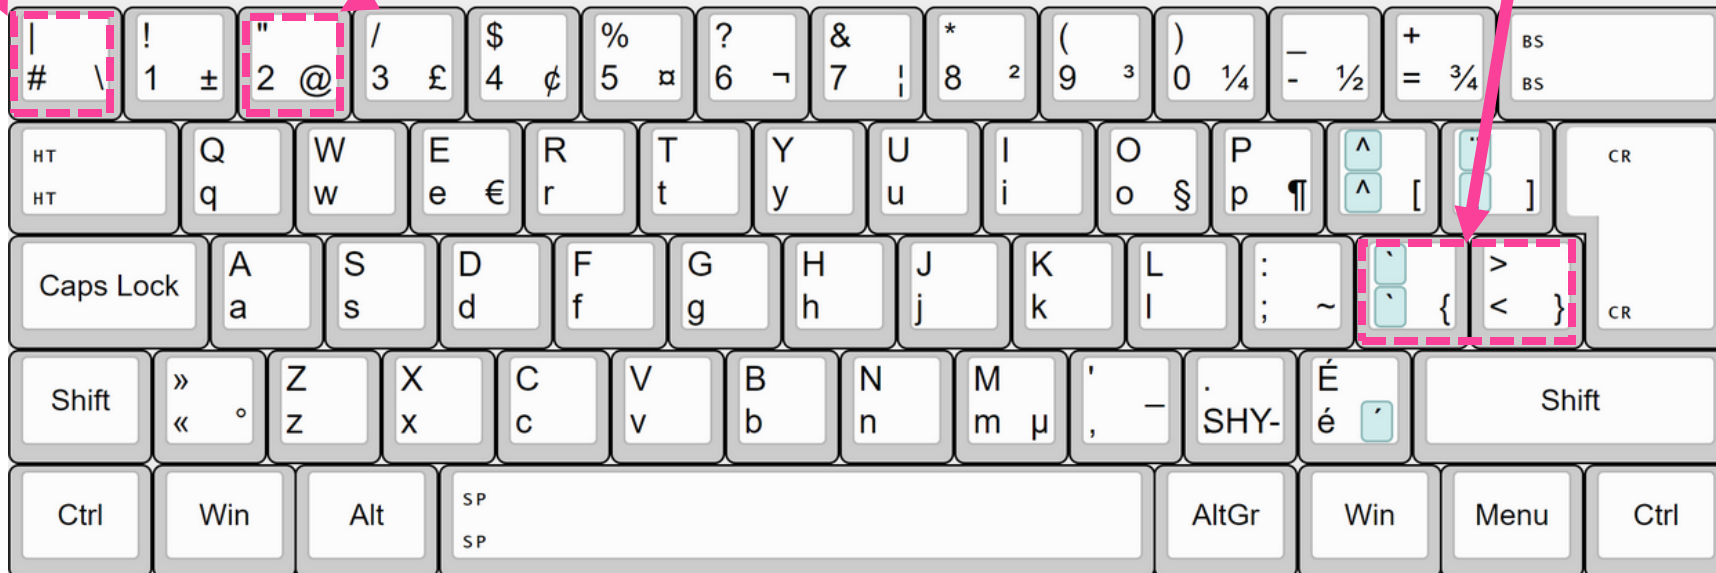 | ! " / $ % ? & * ( ) _ + BS
# \ 1 ± 2 @ 3 £ 4 ¢ 5 ¤ 6 ¬ 7 ¦ 8 ² 9 ³ 0 ¼ - ½ = ¾ BS
HT Q W E R T Y U I O P ^ ¨ CR
HT q w e € r t y u i o § p ¶ ^ [ ]
Caps Lock A S D F G H J K L : ` >
a s d f g h j k l ; ~ ` { < } CR
Shift » Z X C V B N M ' . É Shift
« ° z x c v b n m µ , _ SHY- é ´
Ctrl Win Alt SP AltGr Win Menu Ctrl
SP